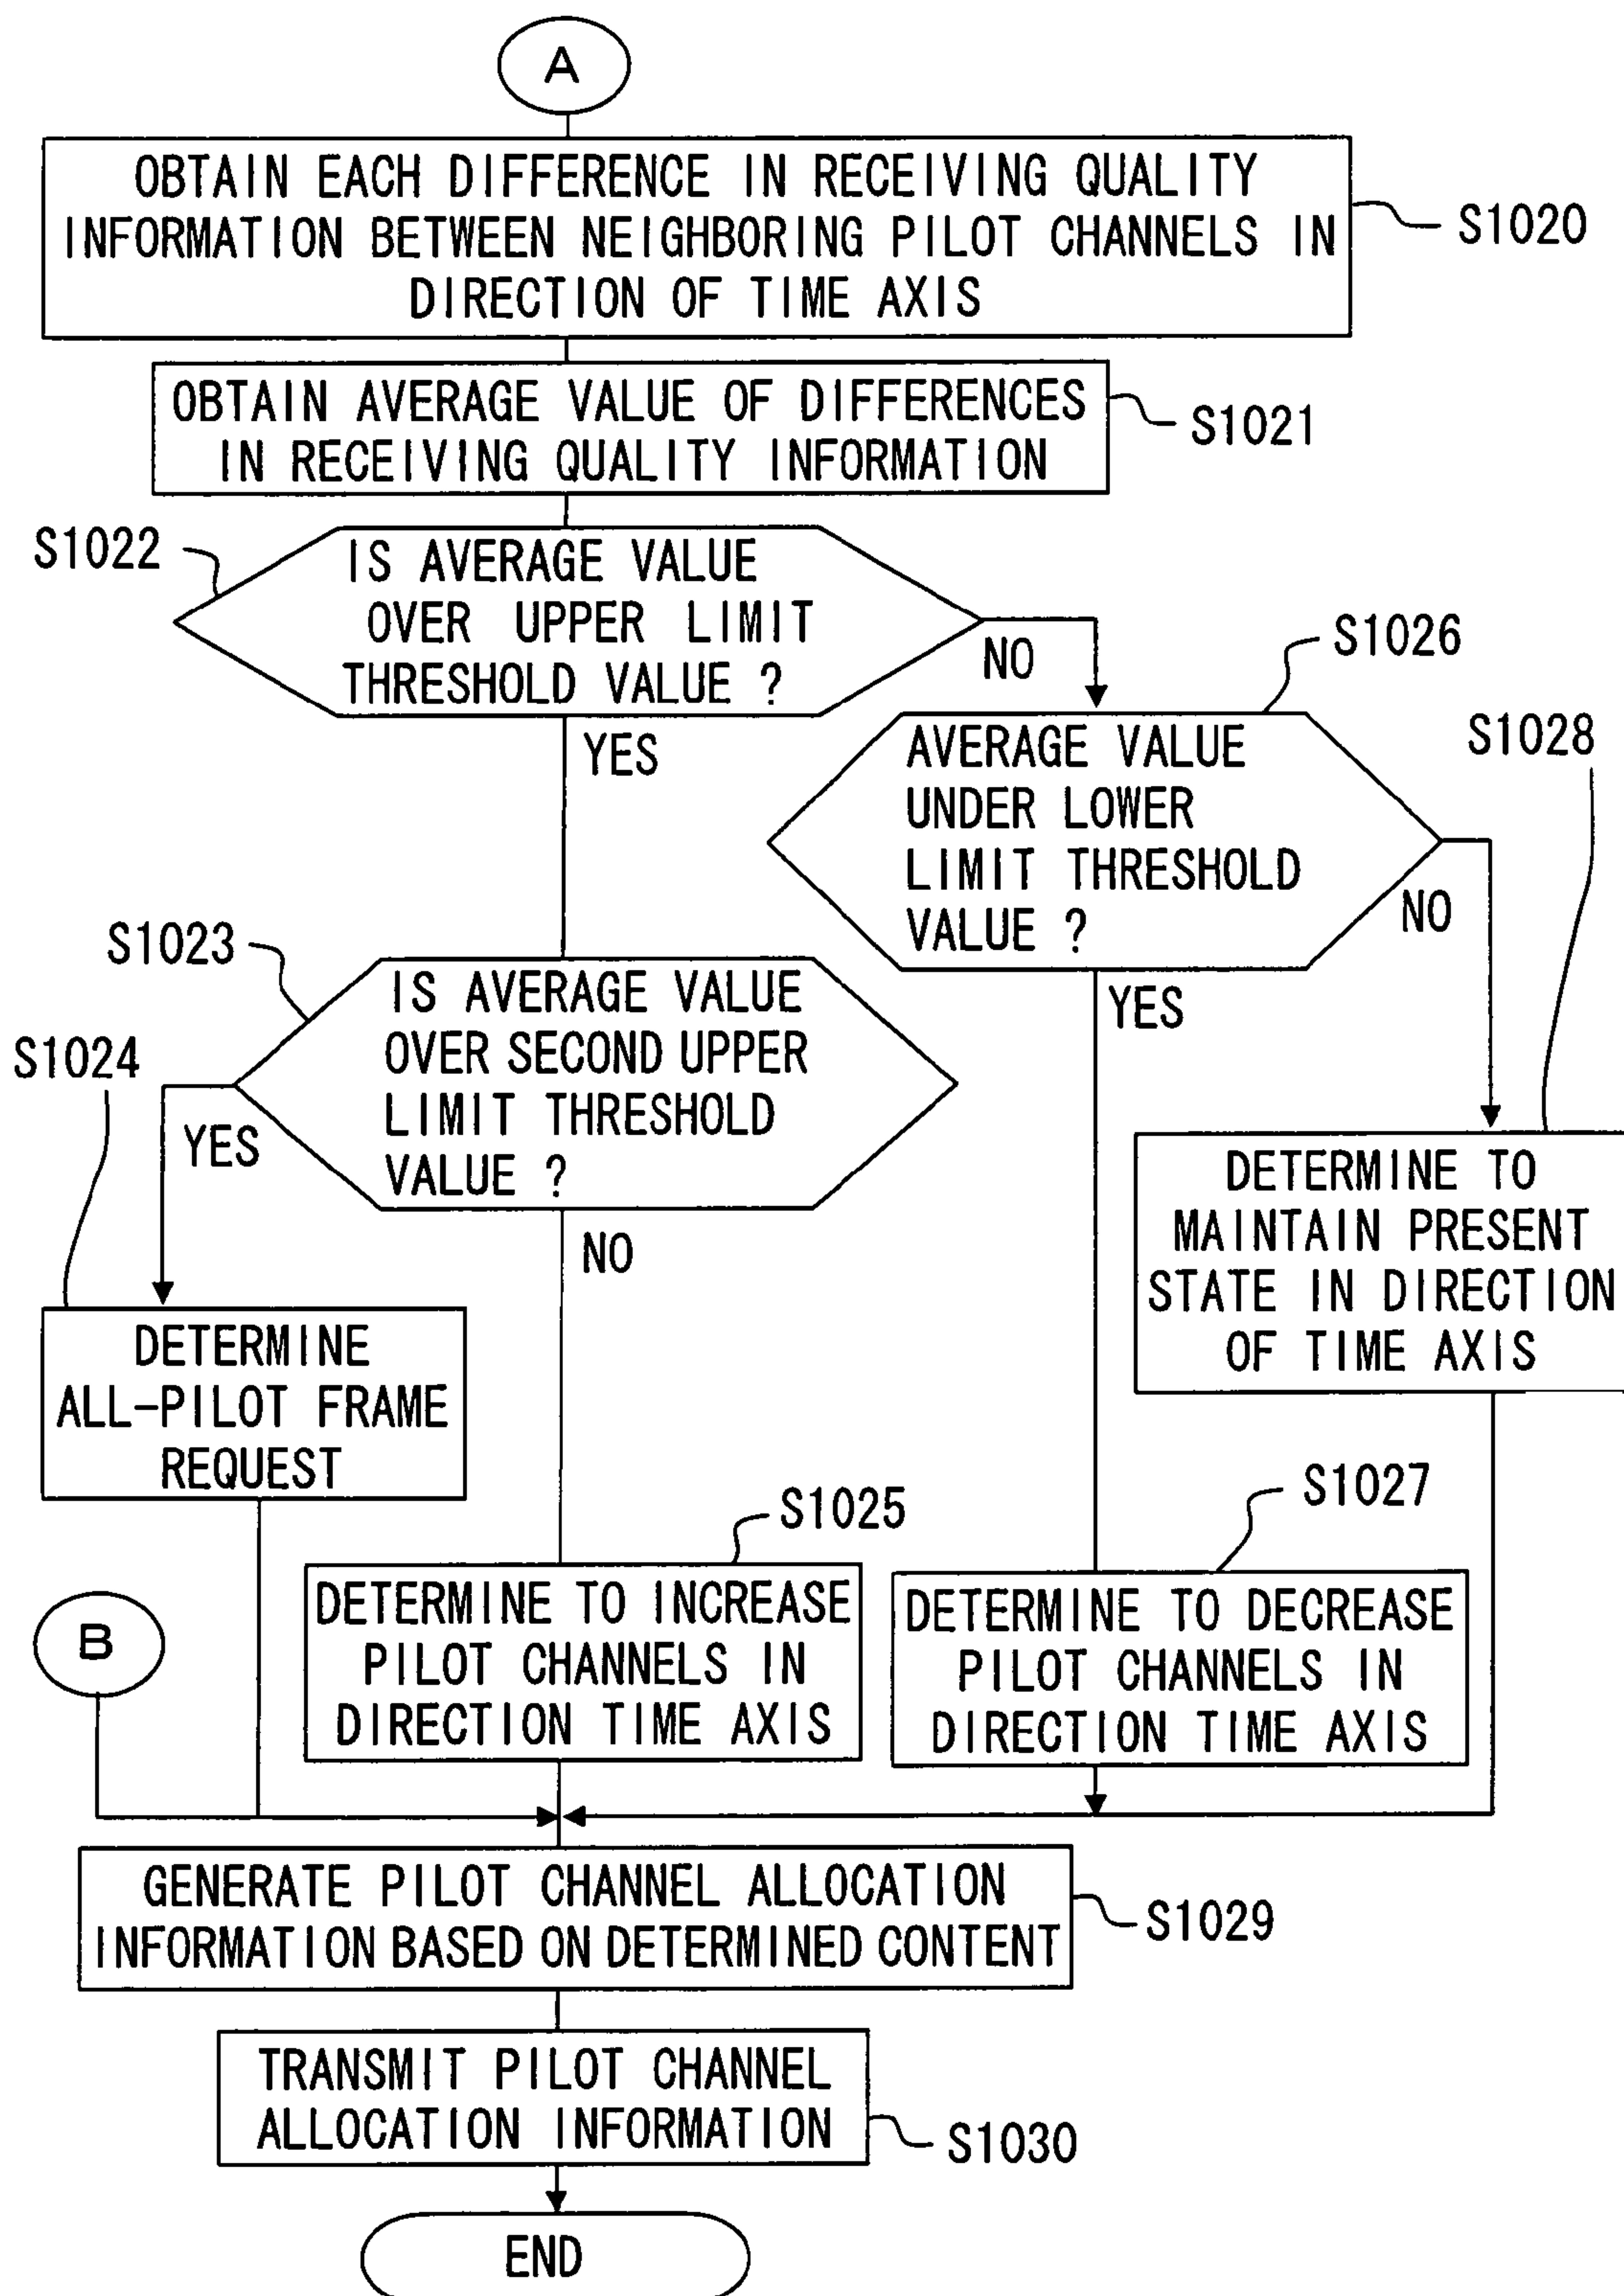 A
OBTAIN EACH DIFFERENCE IN RECEIVING QUALITY
INFORMATION BETWEEN NEIGHBORING PILOT CHANNELS IN
DIRECTION OF TIME AXIS
S1020
OBTAIN AVERAGE VALUE OF DIFFERENCES
IN RECEIVING QUALITY INFORMATION
S1021
S1022
IS AVERAGE VALUE
OVER UPPER LIMIT
THRESHOLD VALUE ?
NO
YES
S1026
AVERAGE VALUE
UNDER LOWER
LIMIT THRESHOLD
VALUE ?
NO
YES
S1028
S1023
IS AVERAGE VALUE
OVER SECOND UPPER
LIMIT THRESHOLD
VALUE ?
YES
NO
S1024
DETERMINE
ALL-PILOT FRAME
REQUEST
DETERMINE TO
MAINTAIN PRESENT
STATE IN DIRECTION
OF TIME AXIS
S1025
DETERMINE TO INCREASE
PILOT CHANNELS IN
DIRECTION TIME AXIS
S1027
DETERMINE TO DECREASE
PILOT CHANNELS IN
DIRECTION TIME AXIS
B
GENERATE PILOT CHANNEL ALLOCATION
INFORMATION BASED ON DETERMINED CONTENT
S1029
TRANSMIT PILOT CHANNEL
ALLOCATION INFORMATION
S1030
END